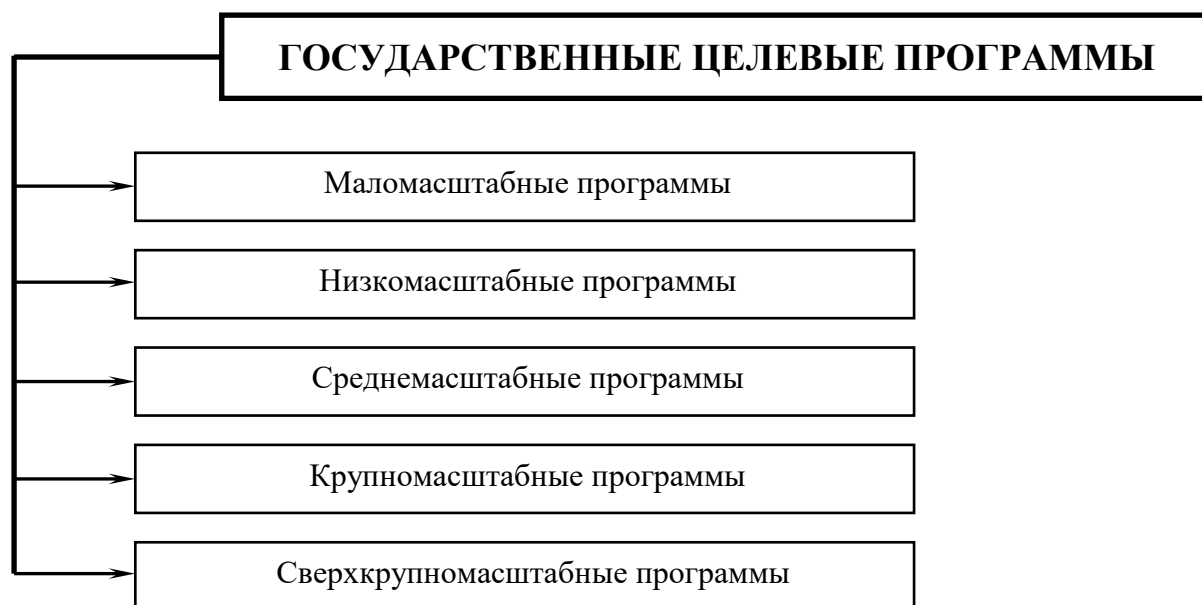 ГОСУДАРСТВЕННЫЕ ЦЕЛЕВЫЕ ПРОГРАММЫ
Маломасштабные программы
Низкомасштабные программы
Среднемасштабные программы
Крупномасштабные программы
Сверхкрупномасштабные программы